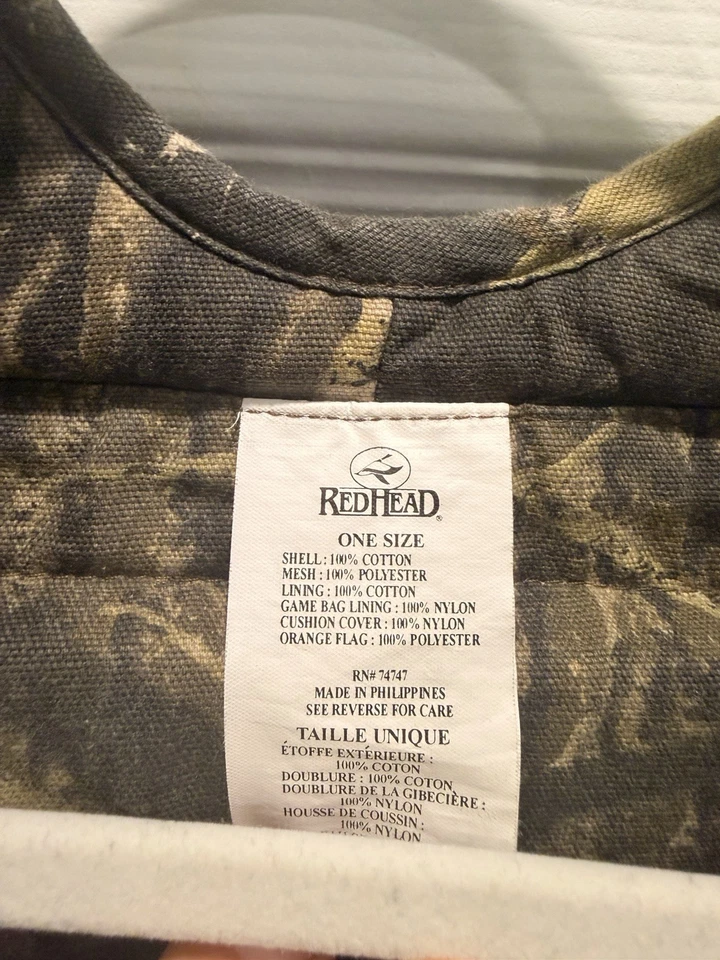 REDHEAD®
ONE SIZE
SHELL : 100% COTTON
MESH : 100% POLYESTER
LINING : 100% COTTON
GAME BAG LINING : 100% NYLON
CUSHION COVER : 100% NYLON
ORANGE FLAG : 100% POLYESTER
RN# 74747
MADE IN PHILIPPINES
SEE REVERSE FOR CARE
TAILLE UNIQUE
ÉTOFFE EXTÉRIEURE :
100% COTON
DOUBLURE : 100% COTON
DOUBLURE DE LA GIBECIÈRE :
100% NYLON
HOUSSE DE COUSSIN :
100% NYLON